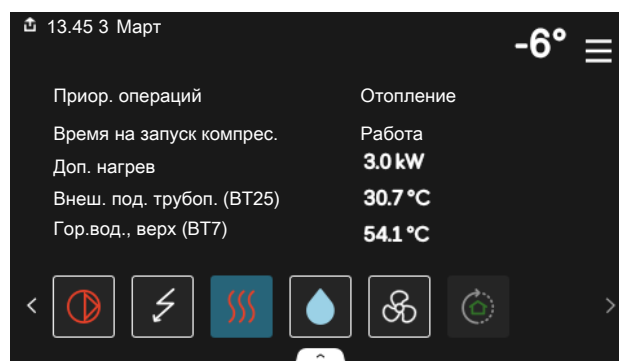 13.45 3 Март
-6°
Приор. операций Отопление
Время на запуск компрес. Работа
Доп. нагрев 3.0 kW
Внеш. под. трубоп. (BT25) 30.7 °C
Гор.вод., верх (BT7) 54.1 °C